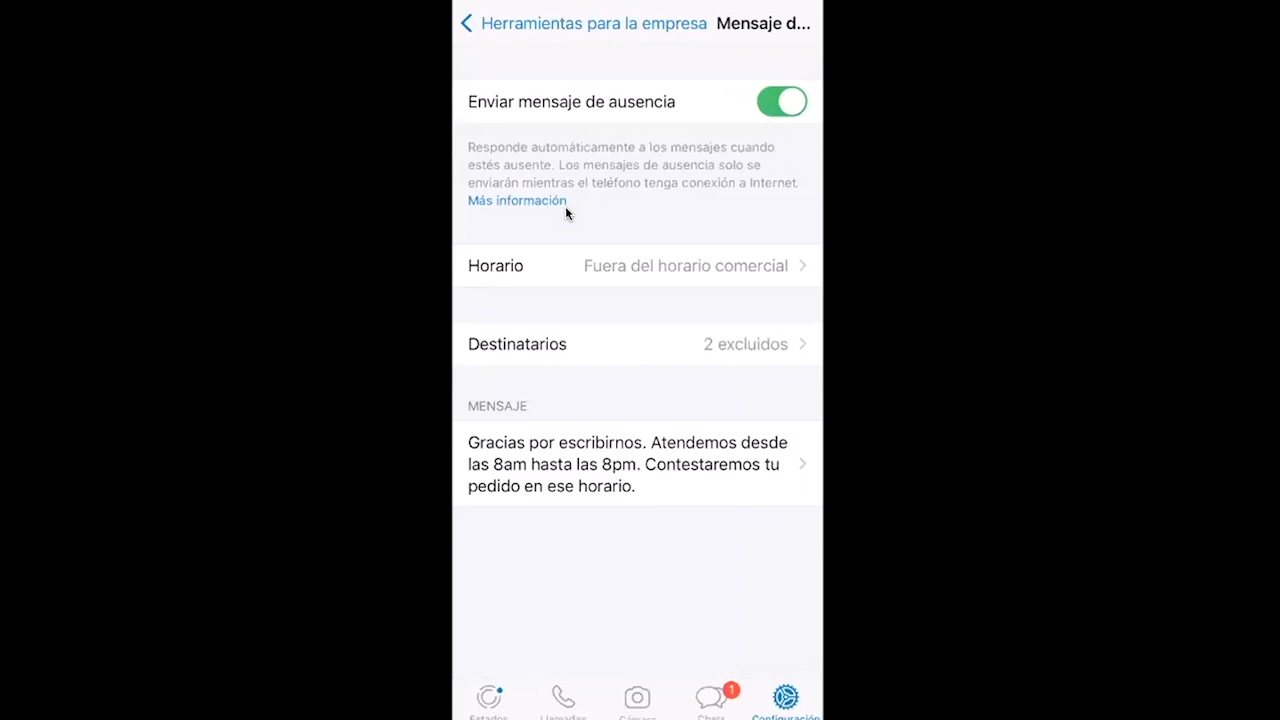 Herramientas para la empresa Mensaje d...
Enviar mensaje de ausencia
Responde automáticamente a los mensajes cuando
estés ausente. Los mensajes de ausencia solo se
enviarán mientras el teléfono tenga conexión a Internet.
Más información
Horario Fuera del horario comercial
Destinatarios 2 excluidos
MENSAJE
Gracias por escribirnos. Atendemos desde
las 8am hasta las 8pm. Contestaremos tu
pedido en ese horario.
1
Estados Llamadas Cámara Chats Configuración